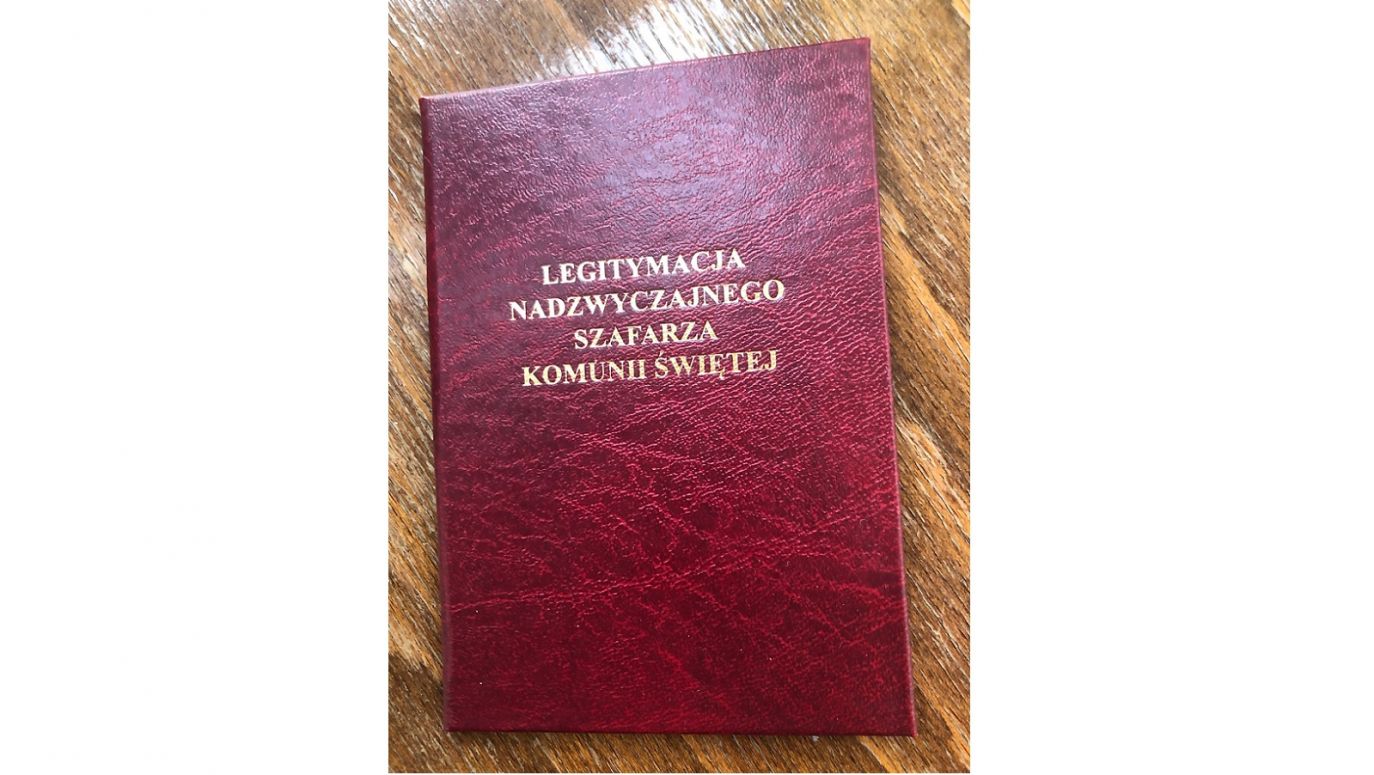 LEGITYMACJA
NADZWYCZAJNEGO
SZAFARZA
KOMUNII ŚWIĘTEJ